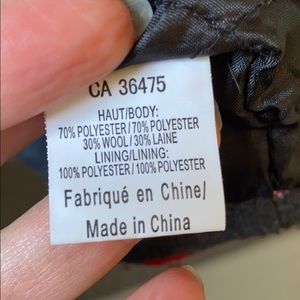 CA 36475
HAUT/BODY:
70% POLYESTER/70% POLYESTER
30% WOOL/30% LAINE
LINING/LINING:
100% POLYESTER/100% POLYESTER
Fabriqué en Chine/
Made in China